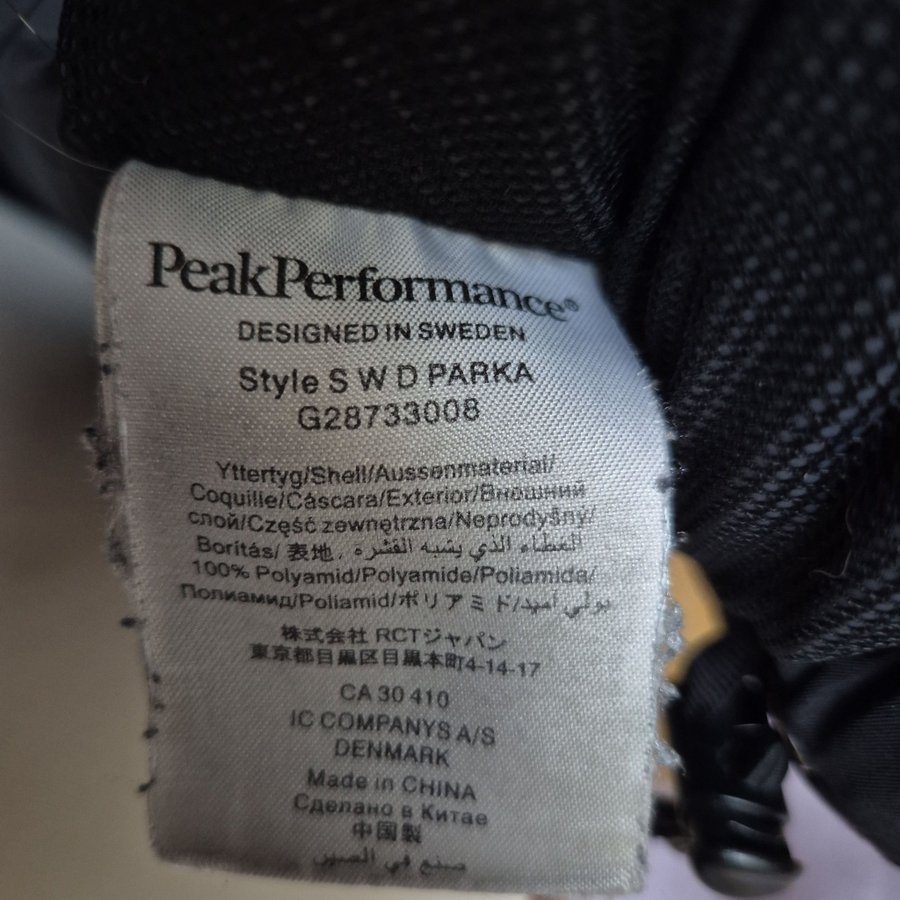 PeakPerformance®
DESIGNED IN SWEDEN
Style S W D PARKA
G28733008
Yttertyg/Shell/Aussenmaterial/
Coquille/Cáscara/Exterior/Вношний
слой/Część zewnętrzna/Neprodyšný/
Borítás/ 表地 . الغطاء الذي يشبه القشره
100% Polyamid/Polyamide/Poliamida/
Полиамид/Poliamid/ポリアミド/بولي أميد
株式会社 RCTジャパン
東京都目黒区目黒本町4-14-17
CA 30 410
IC COMPANYS A/S
DENMARK
Made in CHINA
Сделано в Китае
中国製
صنع في الصين